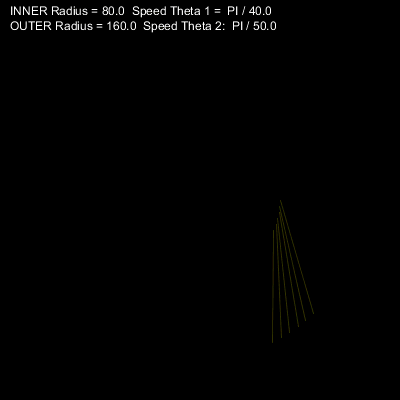 INNER Radius = 80.0  Speed Theta 1 =  PI / 40.0
OUTER Radius = 160.0  Speed Theta 2:  PI / 50.0